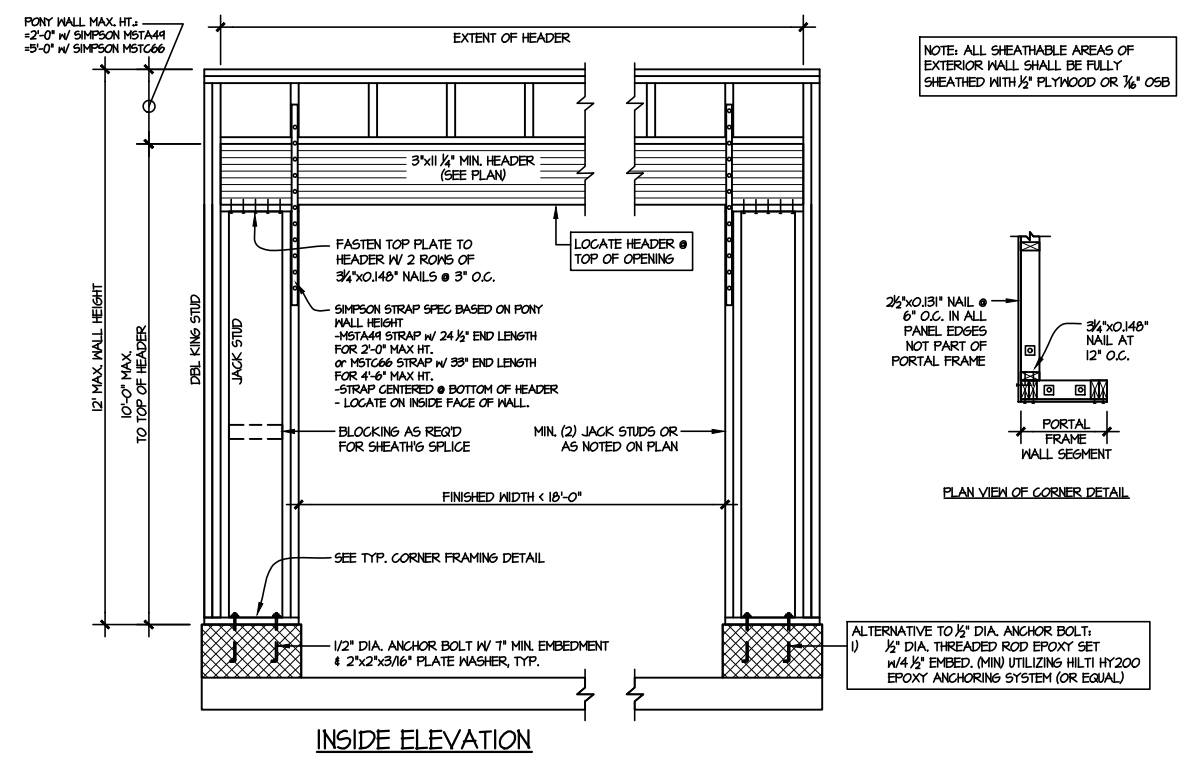 PONY WALL MAX. HT.:
=2'-0" W/ SIMPSON MSTA49
=5'-0" W/ SIMPSON MSTC66
EXTENT OF HEADER
NOTE: ALL SHEATHABLE AREAS OF
EXTERIOR WALL SHALL BE FULLY
SHEATHED WITH ½" PLYWOOD OR 7/16" OSB
3"x11 ¼" MIN. HEADER
(SEE PLAN)
FASTEN TOP PLATE TO
HEADER W/ 2 ROWS OF
3¼"x0.148" NAILS @ 3" O.C.
LOCATE HEADER @
TOP OF OPENING
12' MAX. WALL HEIGHT
10'-0" MAX.
TO TOP OF HEADER
DBL KING STUD
JACK STUD
SIMPSON STRAP SPEC BASED ON PONY
WALL HEIGHT
-MSTA49 STRAP w/ 24 ½" END LENGTH
FOR 2'-0" MAX HT.
or MSTC66 STRAP w/ 33" END LENGTH
FOR 4'-6" MAX HT.
-STRAP CENTERED @ BOTTOM OF HEADER
- LOCATE ON INSIDE FACE OF WALL.
BLOCKING AS REQ'D
FOR SHEATH'G SPLICE
MIN. (2) JACK STUDS OR
AS NOTED ON PLAN
2½"x0.131" NAIL @
6" O.C. IN ALL
PANEL EDGES
NOT PART OF
PORTAL FRAME
3¼"x0.148"
NAIL AT
12" O.C.
PORTAL
FRAME
WALL SEGMENT
PLAN VIEW OF CORNER DETAIL
FINISHED WIDTH < 18'-0"
SEE TYP. CORNER FRAMING DETAIL
1/2" DIA. ANCHOR BOLT W/ 7" MIN. EMBEDMENT
& 2"x2"x3/16" PLATE WASHER, TYP.
ALTERNATIVE TO ½" DIA. ANCHOR BOLT:
1) ½" DIA. THREADED ROD EPOXY SET
w/4 ½" EMBED. (MIN) UTILIZING HILTI HY200
EPOXY ANCHORING SYSTEM (OR EQUAL)
INSIDE ELEVATION